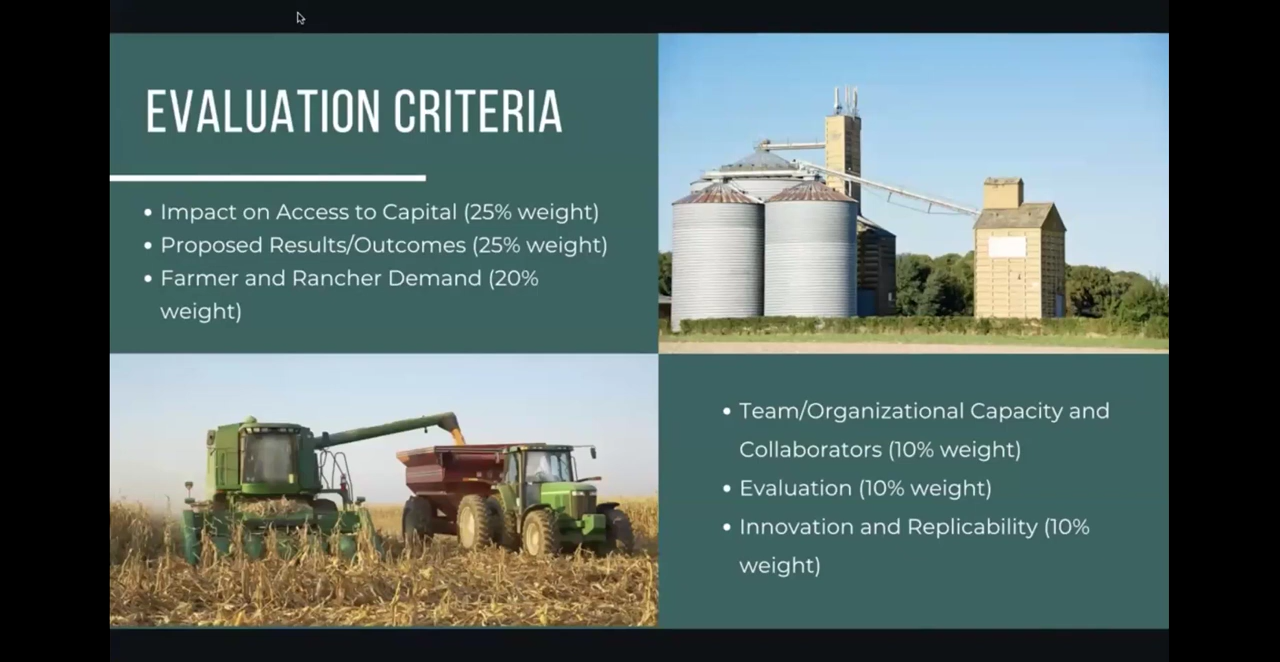 EVALUATION CRITERIA
• Impact on Access to Capital (25% weight)
• Proposed Results/Outcomes (25% weight)
• Farmer and Rancher Demand (20%
weight)
• Team/Organizational Capacity and
Collaborators (10% weight)
• Evaluation (10% weight)
• Innovation and Replicability (10%
weight)